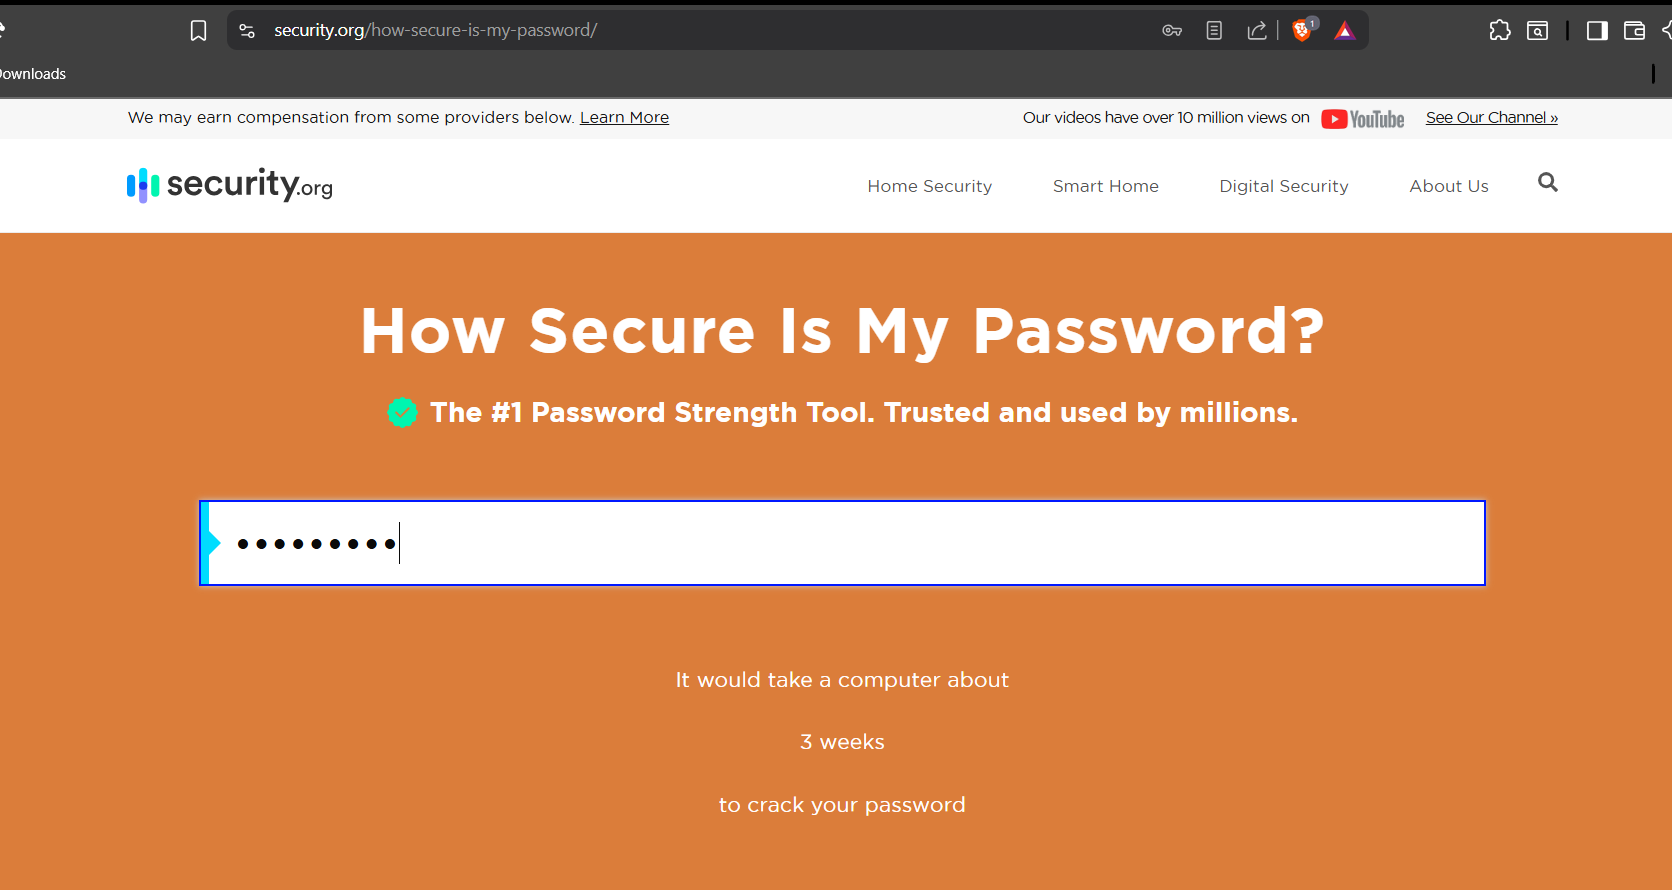 security.org/how-secure-is-my-password/
1
Downloads
We may earn compensation from some providers below. Learn More
Our videos have over 10 million views on YouTube See Our Channel »
security.org
Home Security Smart Home Digital Security About Us
How Secure Is My Password?
The #1 Password Strength Tool. Trusted and used by millions.
•••••••••
It would take a computer about
3 weeks
to crack your password